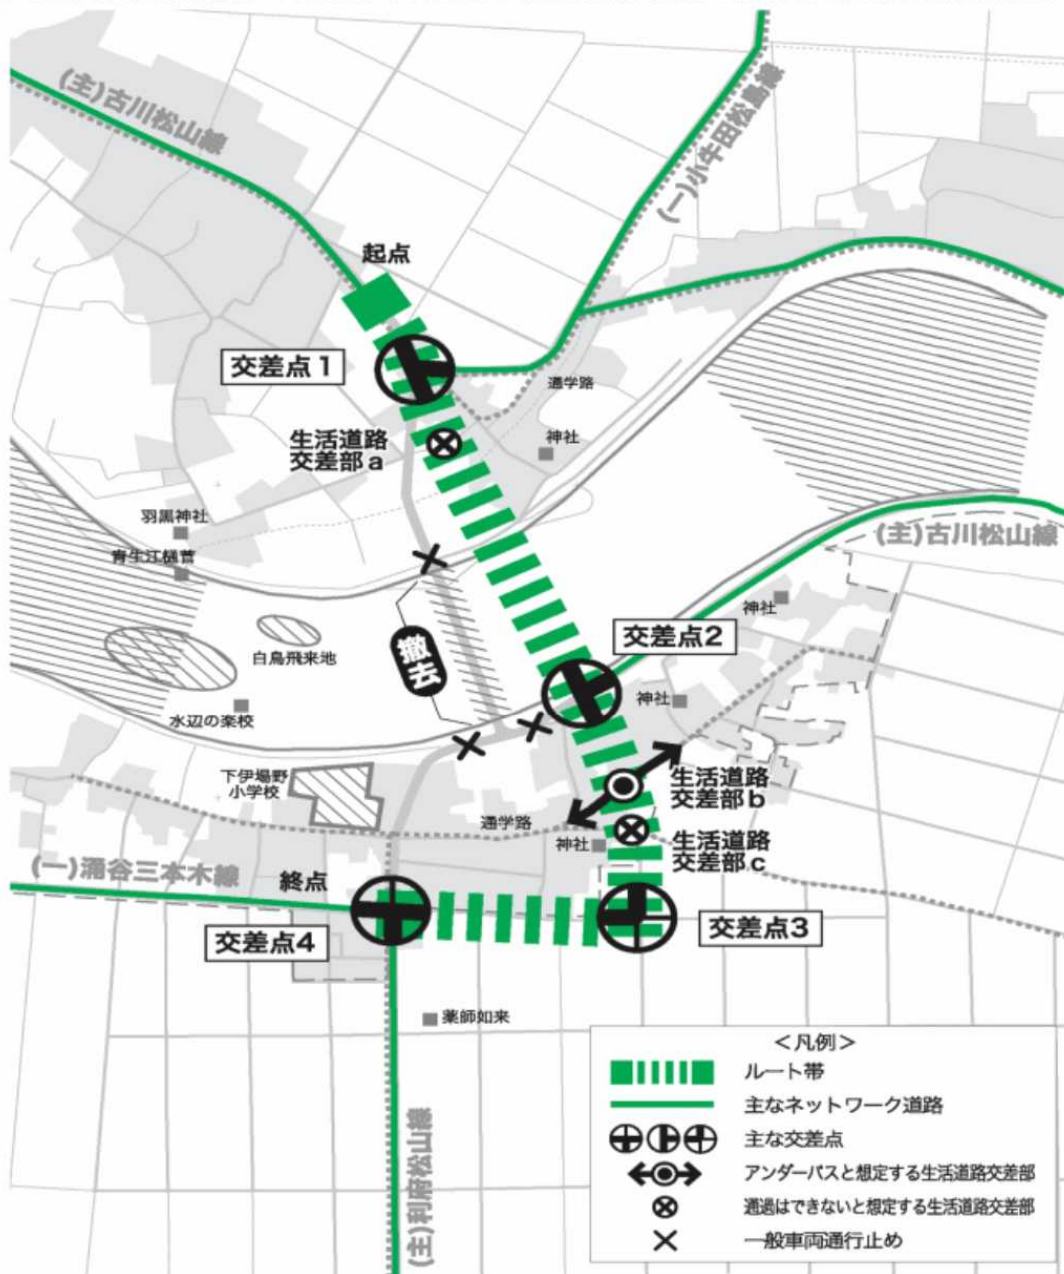 (主)古川松山線
(一)小牛田松島線
起点
交差点1
通学路
生活道路
交差部a
神社
羽黒神社
青生江樋菅
(主)古川松山線
神社
交差点2
白鳥飛来地
撤去
神社
水辺の楽校
下伊場野
小学校
生活道路
交差部b
通学路
神社
生活道路
交差部c
(一)涌谷三本木線
終点
交差点4
交差点3
薬師如来
(主)利府松山線
<凡例>
ルート帯
主なネットワーク道路
主な交差点
アンダーパスと想定する生活道路交差部
通過はできないと想定する生活道路交差部
一般車両通行止め